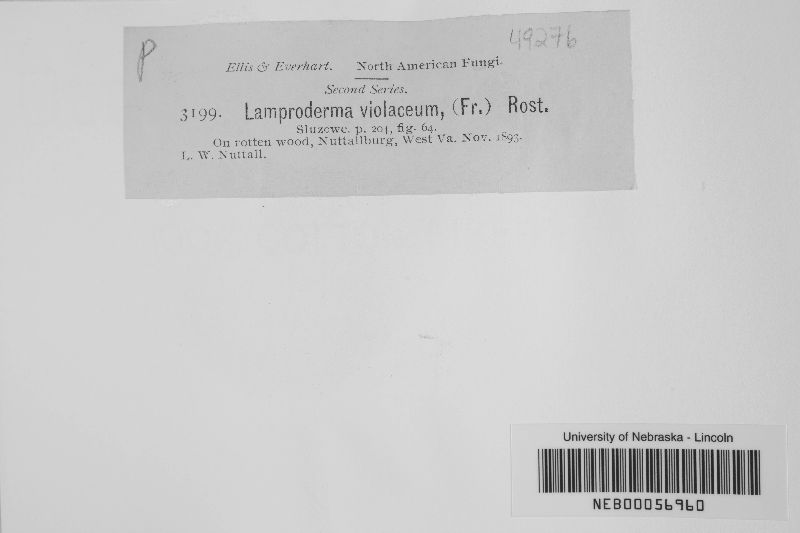 P
49276
Ellis & Everhart. North American Fungi.
Second Series.
3199. Lamproderma violaceum, (Fr.) Rost.
Sluzowc. p. 204, fig. 64.
On rotten wood, Nuttallburg, West Va. Nov. 1893.
L. W. Nuttall.
University of Nebraska - Lincoln
NEB00056960